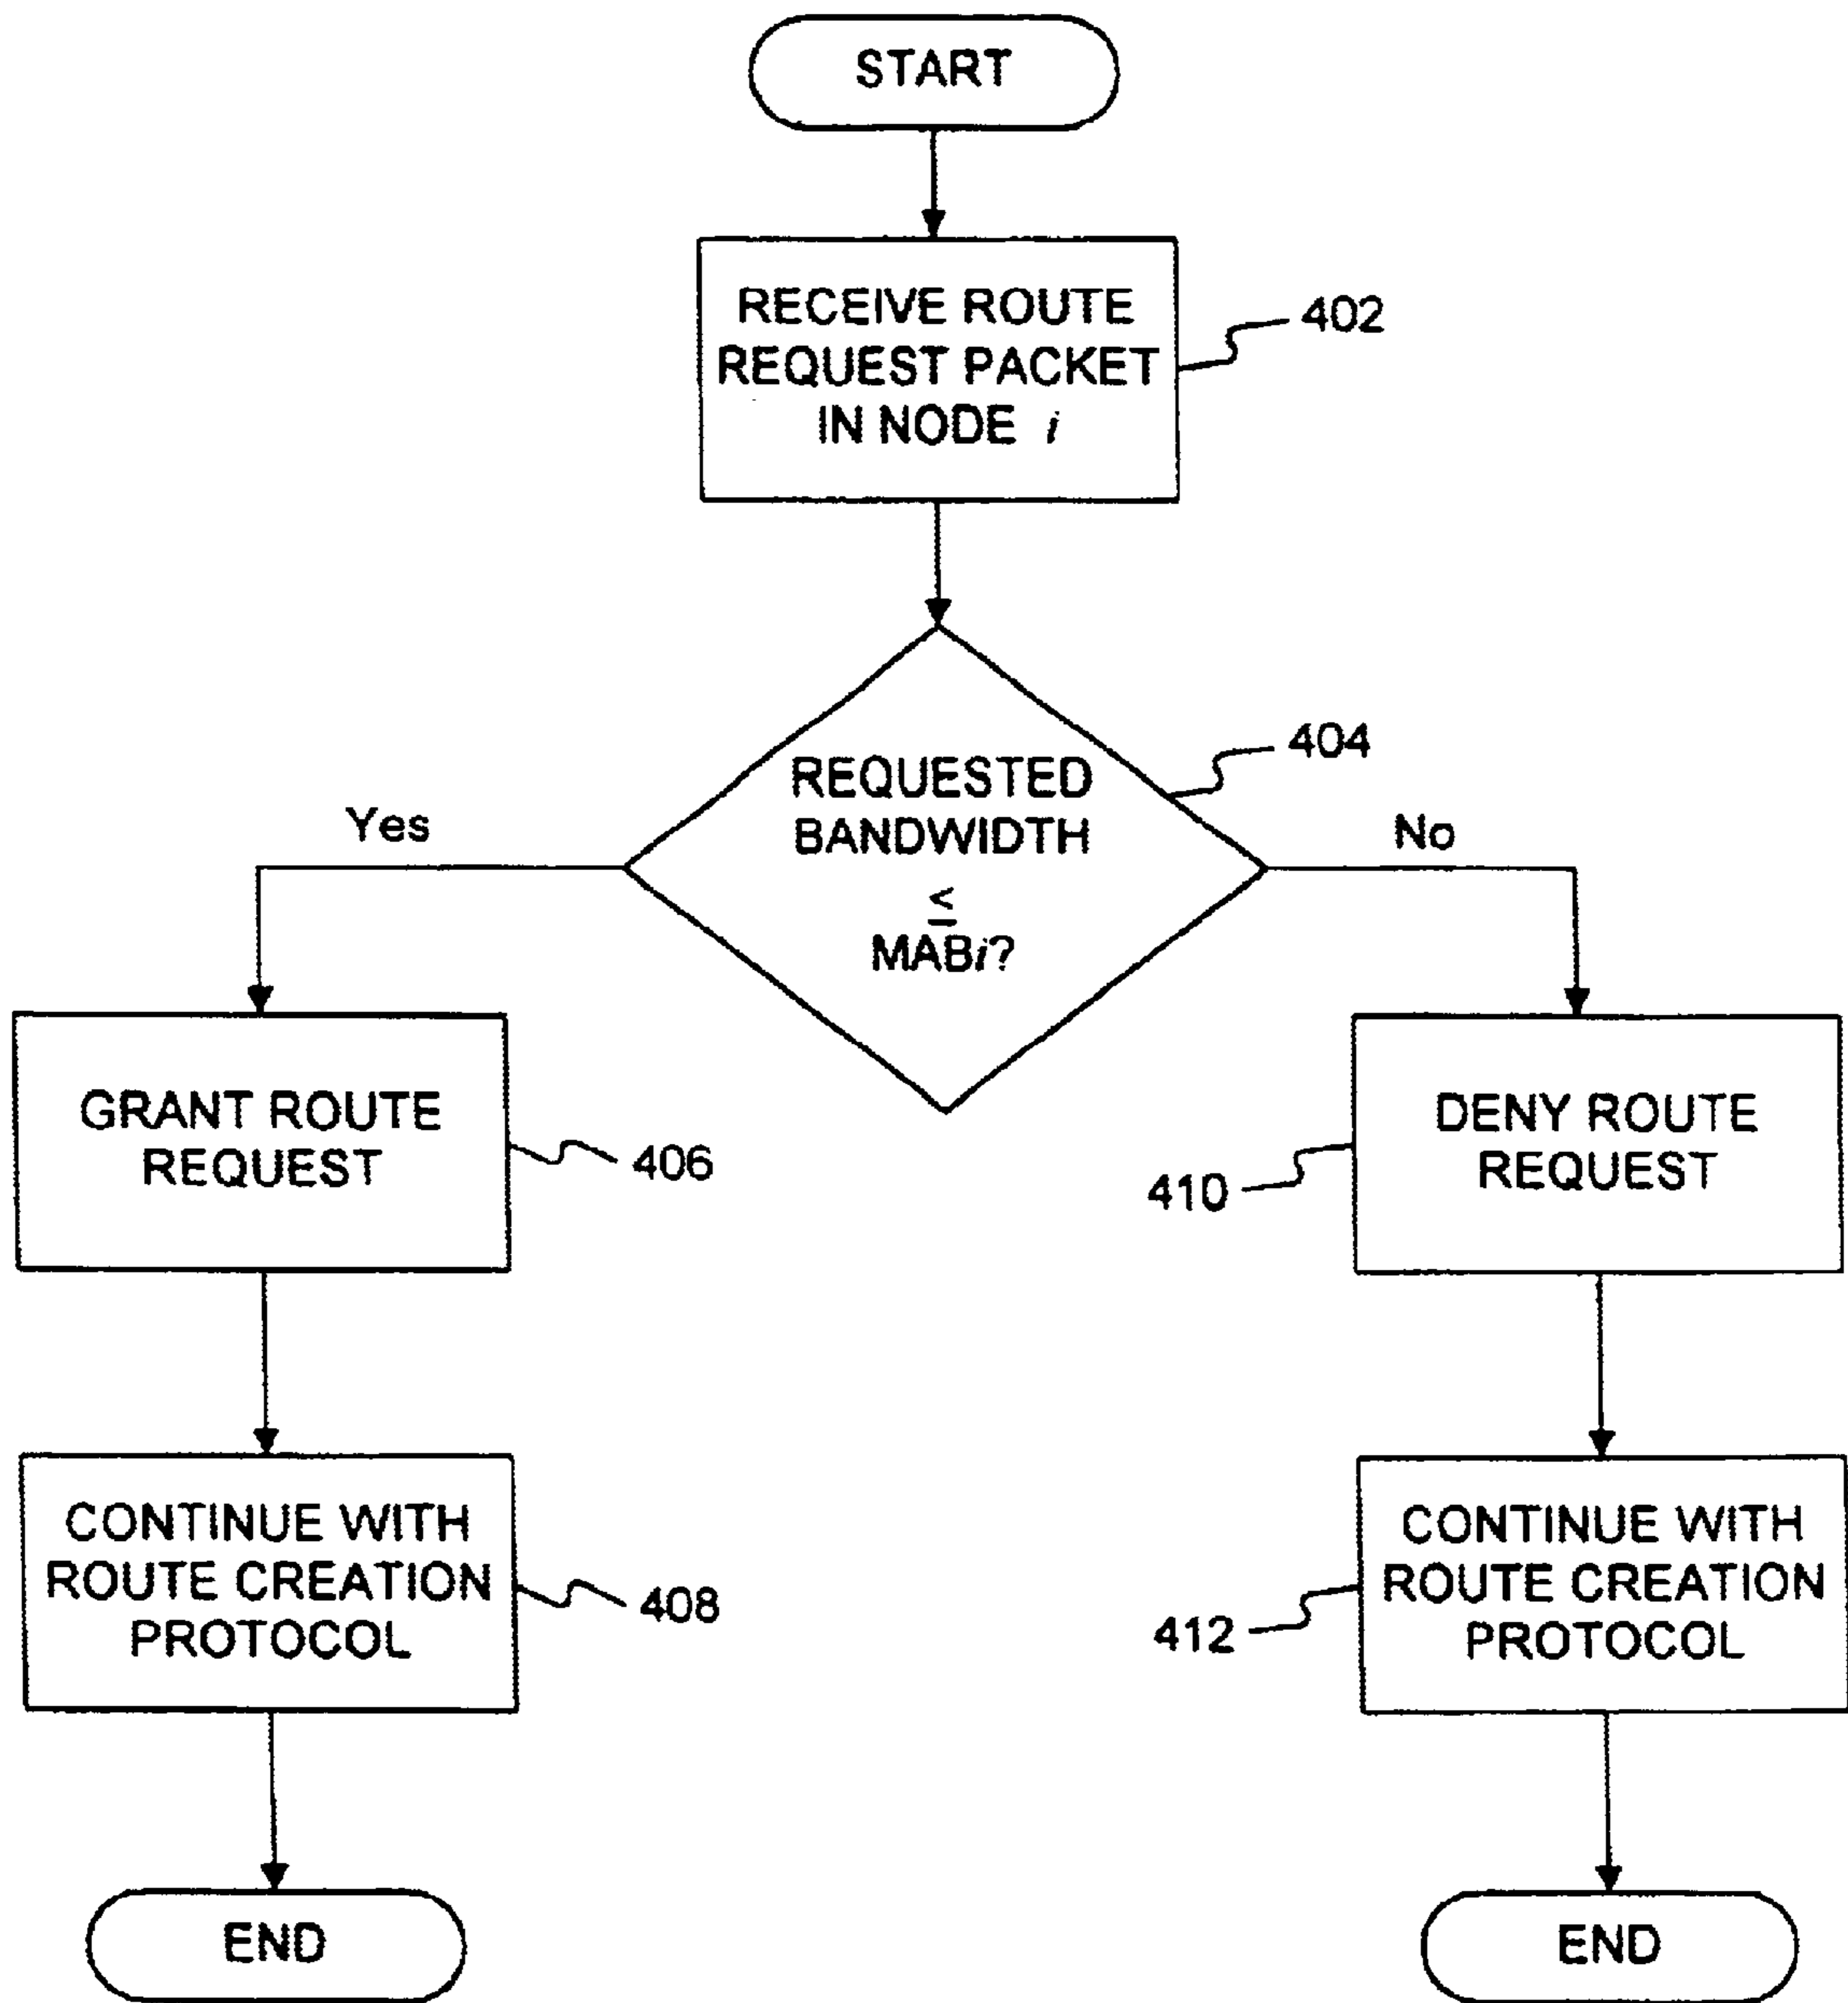 START
RECEIVE ROUTE
REQUEST PACKET
IN NODE i
402
REQUESTED
BANDWIDTH
≤
MABi?
404
Yes
No
GRANT ROUTE
REQUEST
406
DENY ROUTE
REQUEST
410
CONTINUE WITH
ROUTE CREATION
PROTOCOL
408
CONTINUE WITH
ROUTE CREATION
PROTOCOL
412
END
END